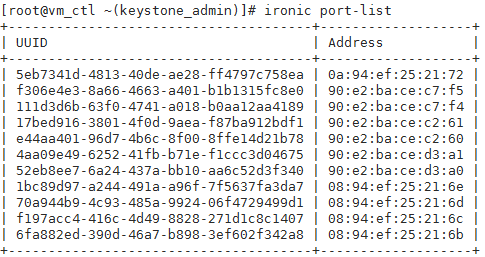 [root@vm_ctl ~(keystone_admin)]# ironic port-list
+--------------------------------------+-------------------+
| UUID                                 | Address           |
+--------------------------------------+-------------------+
| 5eb7341d-4813-40de-ae28-ff4797c758ea | 0a:94:ef:25:21:72 |
| f306e4e3-8a66-4663-a401-b1b1315fc8e0 | 90:e2:ba:ce:c7:f5 |
| 111d3d6b-63f0-4741-a018-b0aa12aa4189 | 90:e2:ba:ce:c7:f4 |
| 17bed916-3801-4f0d-9aea-f87ba912bdf1 | 90:e2:ba:ce:c2:61 |
| e44aa401-96d7-4b6c-8f00-8ffe14d21b78 | 90:e2:ba:ce:c2:60 |
| 4aa09e49-6252-41fb-b71e-f1ccc3d04675 | 90:e2:ba:ce:d3:a1 |
| 52eb8ee7-6a24-437a-bb10-aa6c52d3f340 | 90:e2:ba:ce:d3:a0 |
| 1bc89d97-a244-491a-a96f-7f5637fa3da7 | 08:94:ef:25:21:6e |
| 70a944b9-4c93-485a-9924-06f4729499d1 | 08:94:ef:25:21:6d |
| f197acc4-416c-4d49-8828-271d1c8c1407 | 08:94:ef:25:21:6c |
| 6fa882ed-390d-46a7-b898-3ef602f342a8 | 08:94:ef:25:21:6b |
+--------------------------------------+-------------------+